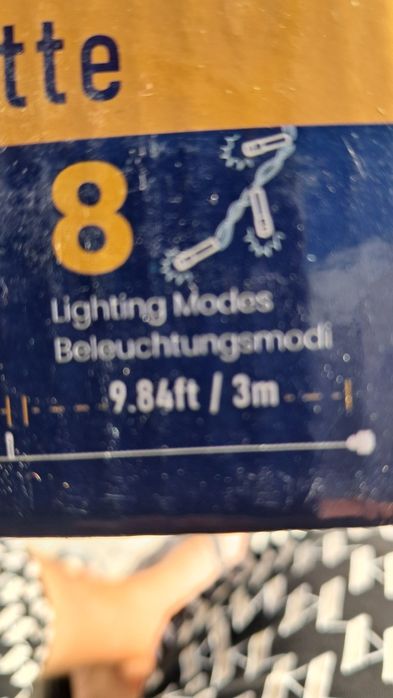 tte
8
Lighting Modes
Beleuchtungsmodi
9.84ft / 3m